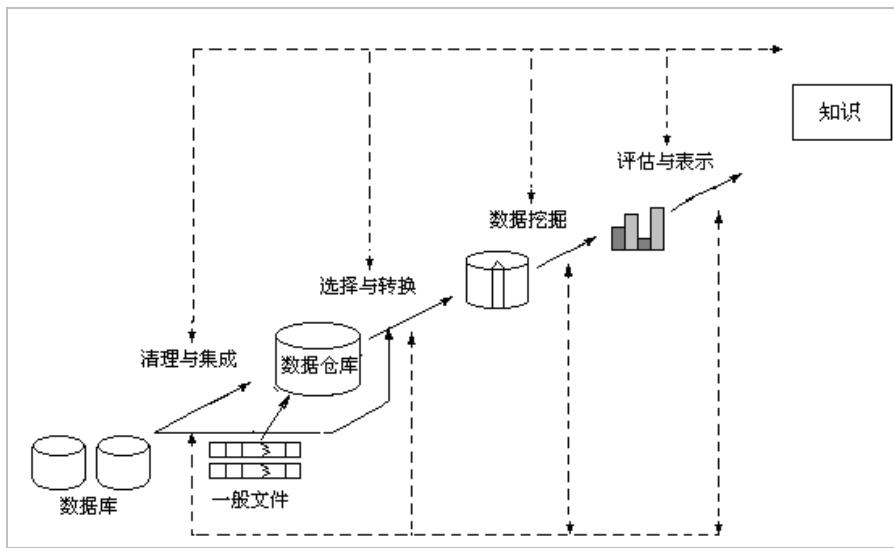 知识
评估与表示
数据挖掘
选择与转换
清理与集成
数据仓库
数据库
一般文件